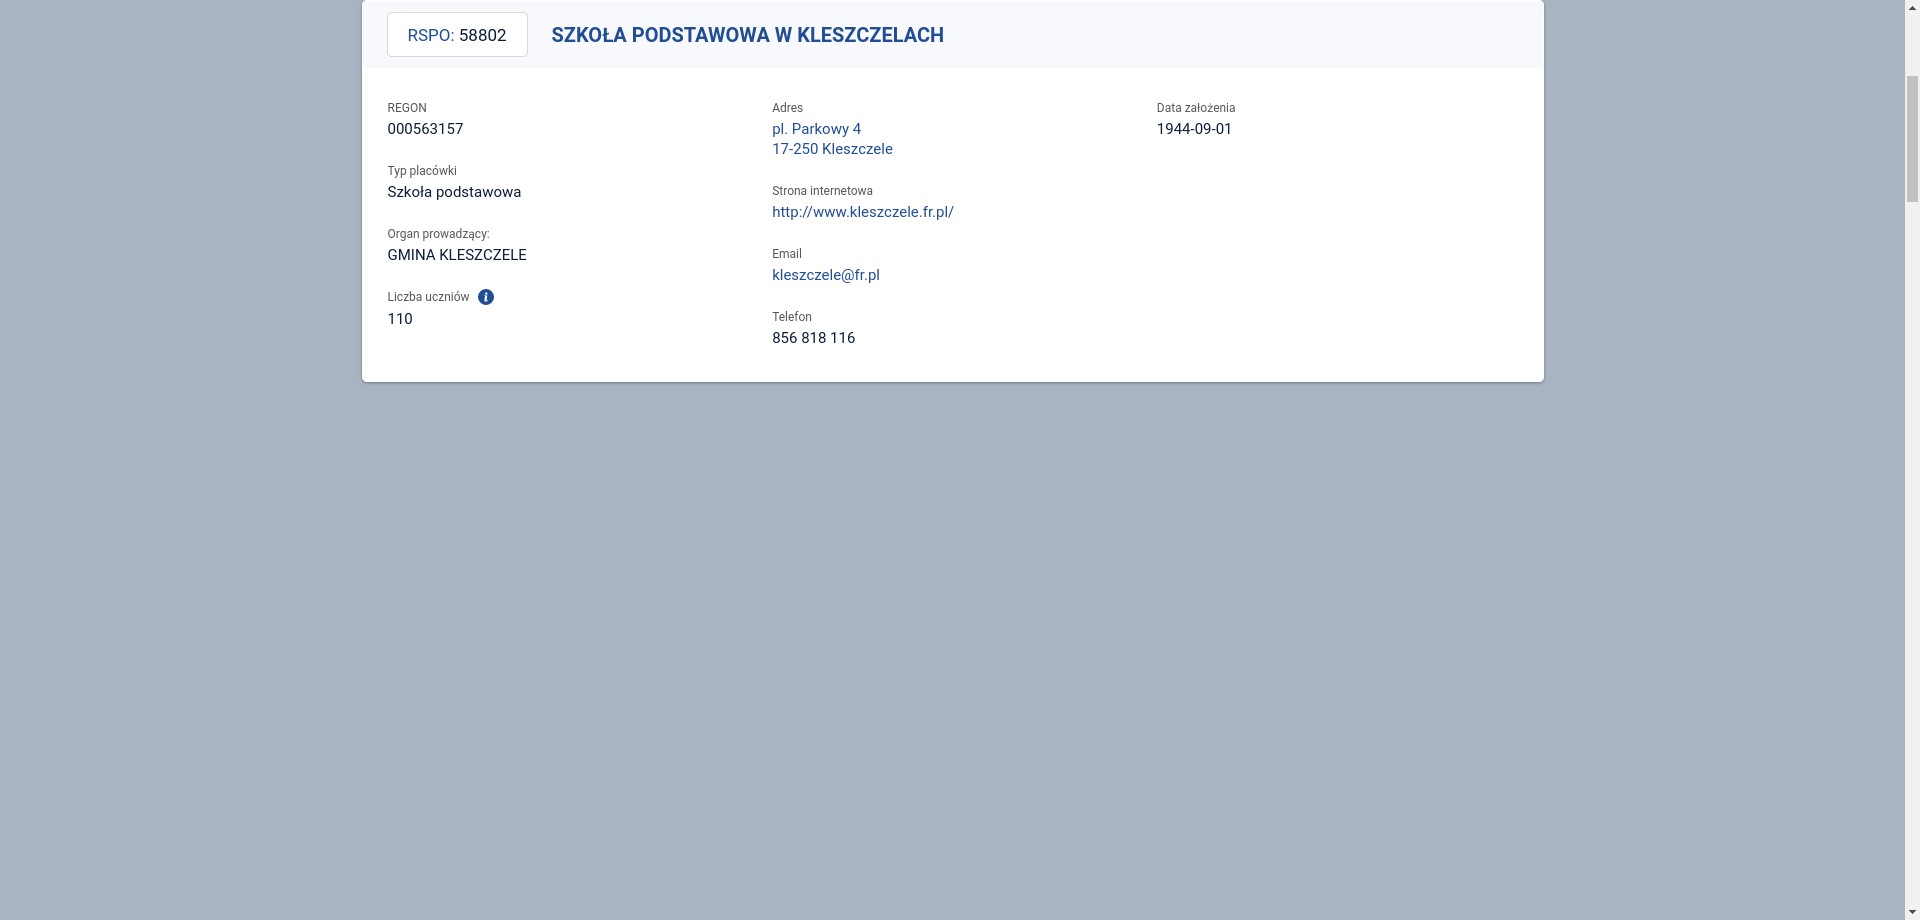 RSPO: 58802
SZKOŁA PODSTAWOWA W KLESZCZELACH
REGON
000563157
Typ placówki
Szkoła podstawowa
Organ prowadzący:
GMINA KLESZCZELE
Liczba uczniów
110
Adres
pl. Parkowy 4
17-250 Kleszczele
Strona internetowa
http://www.kleszczele.fr.pl/
Email
kleszczele@fr.pl
Telefon
856 818 116
Data założenia
1944-09-01